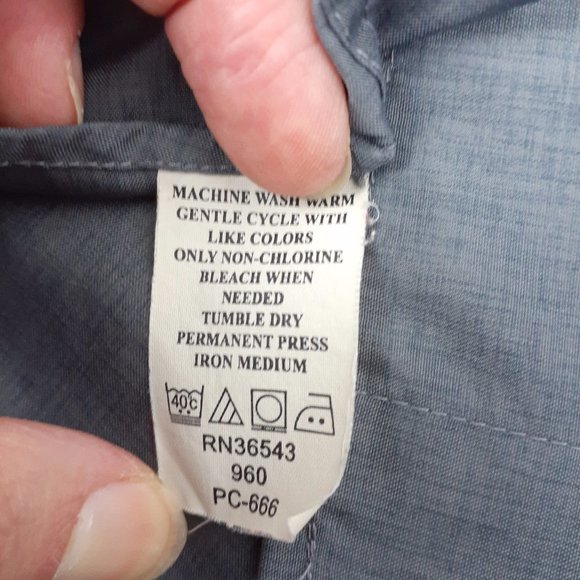 MACHINE WASH WARM
GENTLE CYCLE WITH
LIKE COLORS
ONLY NON-CHLORINE
BLEACH WHEN
NEEDED
TUMBLE DRY
PERMANENT PRESS
IRON MEDIUM
40°C
RN36543
960
PC-666